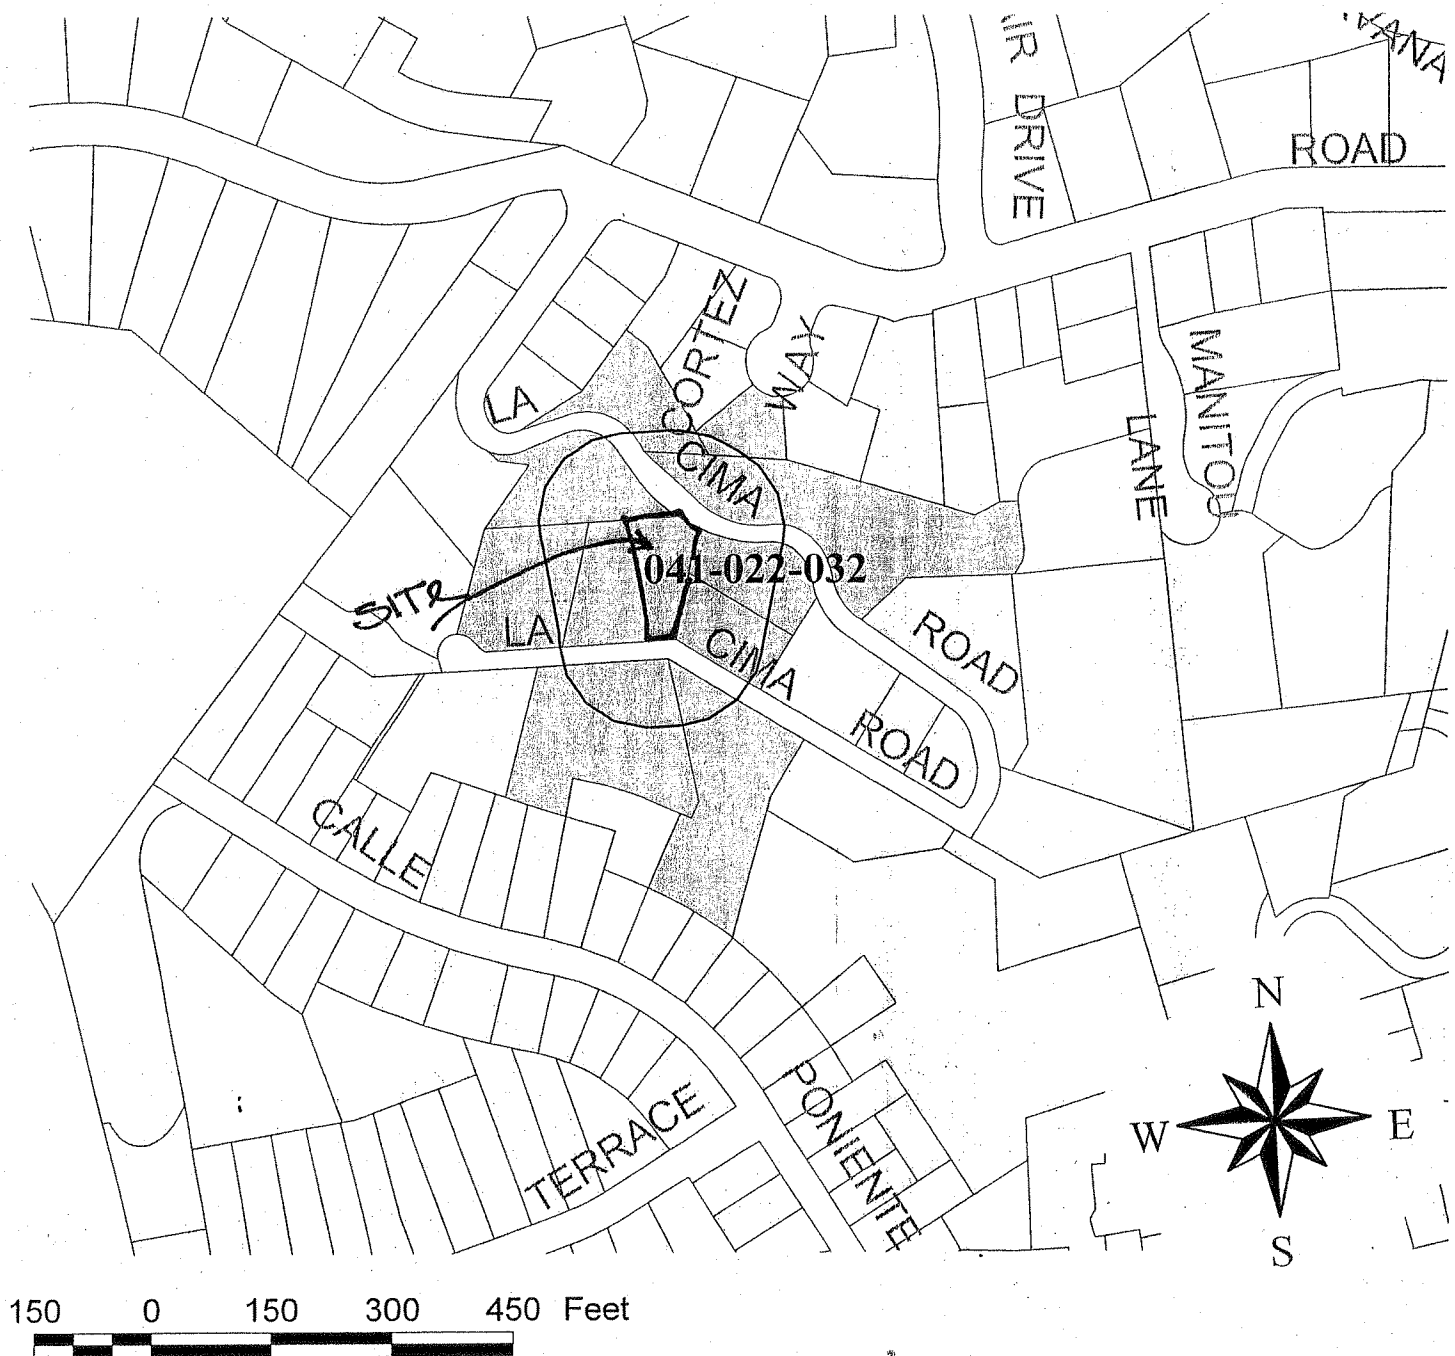 DRIVE
ROAD
CORTEZ
WAY
LA
CIMA
MANITOU
LANE
041-022-032
SITE
LA
CIMA
ROAD
ROAD
CALLE
TERRACE
PONIENTE
N
W
E
S
150 0 150 300 450 Feet